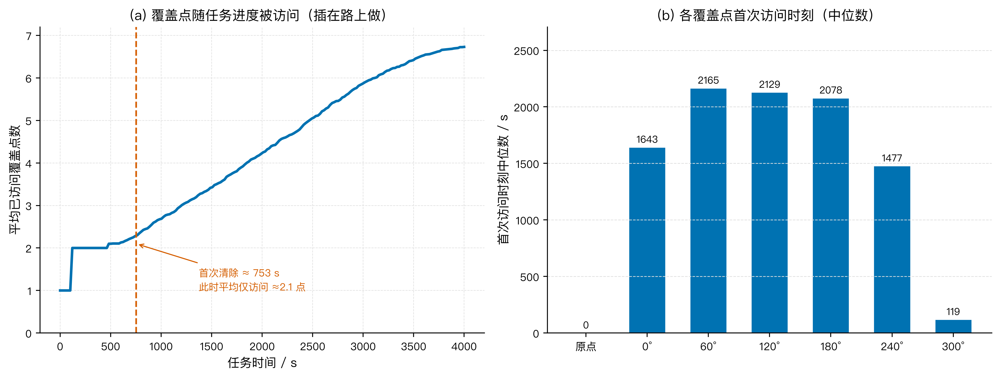 (a) 覆盖点随任务进度被访问（插在路上做）
平均已访问覆盖点数
7
6
5
4
3
2
1
0
首次清除 ≈ 753 s
此时平均仅访问 ≈2.1 点
0 500 1000 1500 2000 2500 3000 3500 4000
任务时间 / s
(b) 各覆盖点首次访问时刻（中位数）
首次访问时刻中位数 / s
2500
2000
1500
1000
500
0
0 1643 2165 2129 2078 1477 119
原点 0° 60° 120° 180° 240° 300°